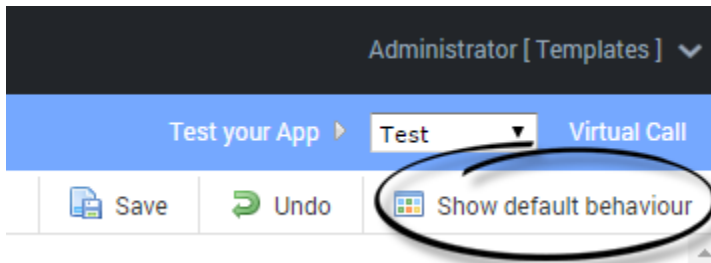 Administrator [ Templates ]
Test your App Test Virtual Call
Save Undo Show default behaviour